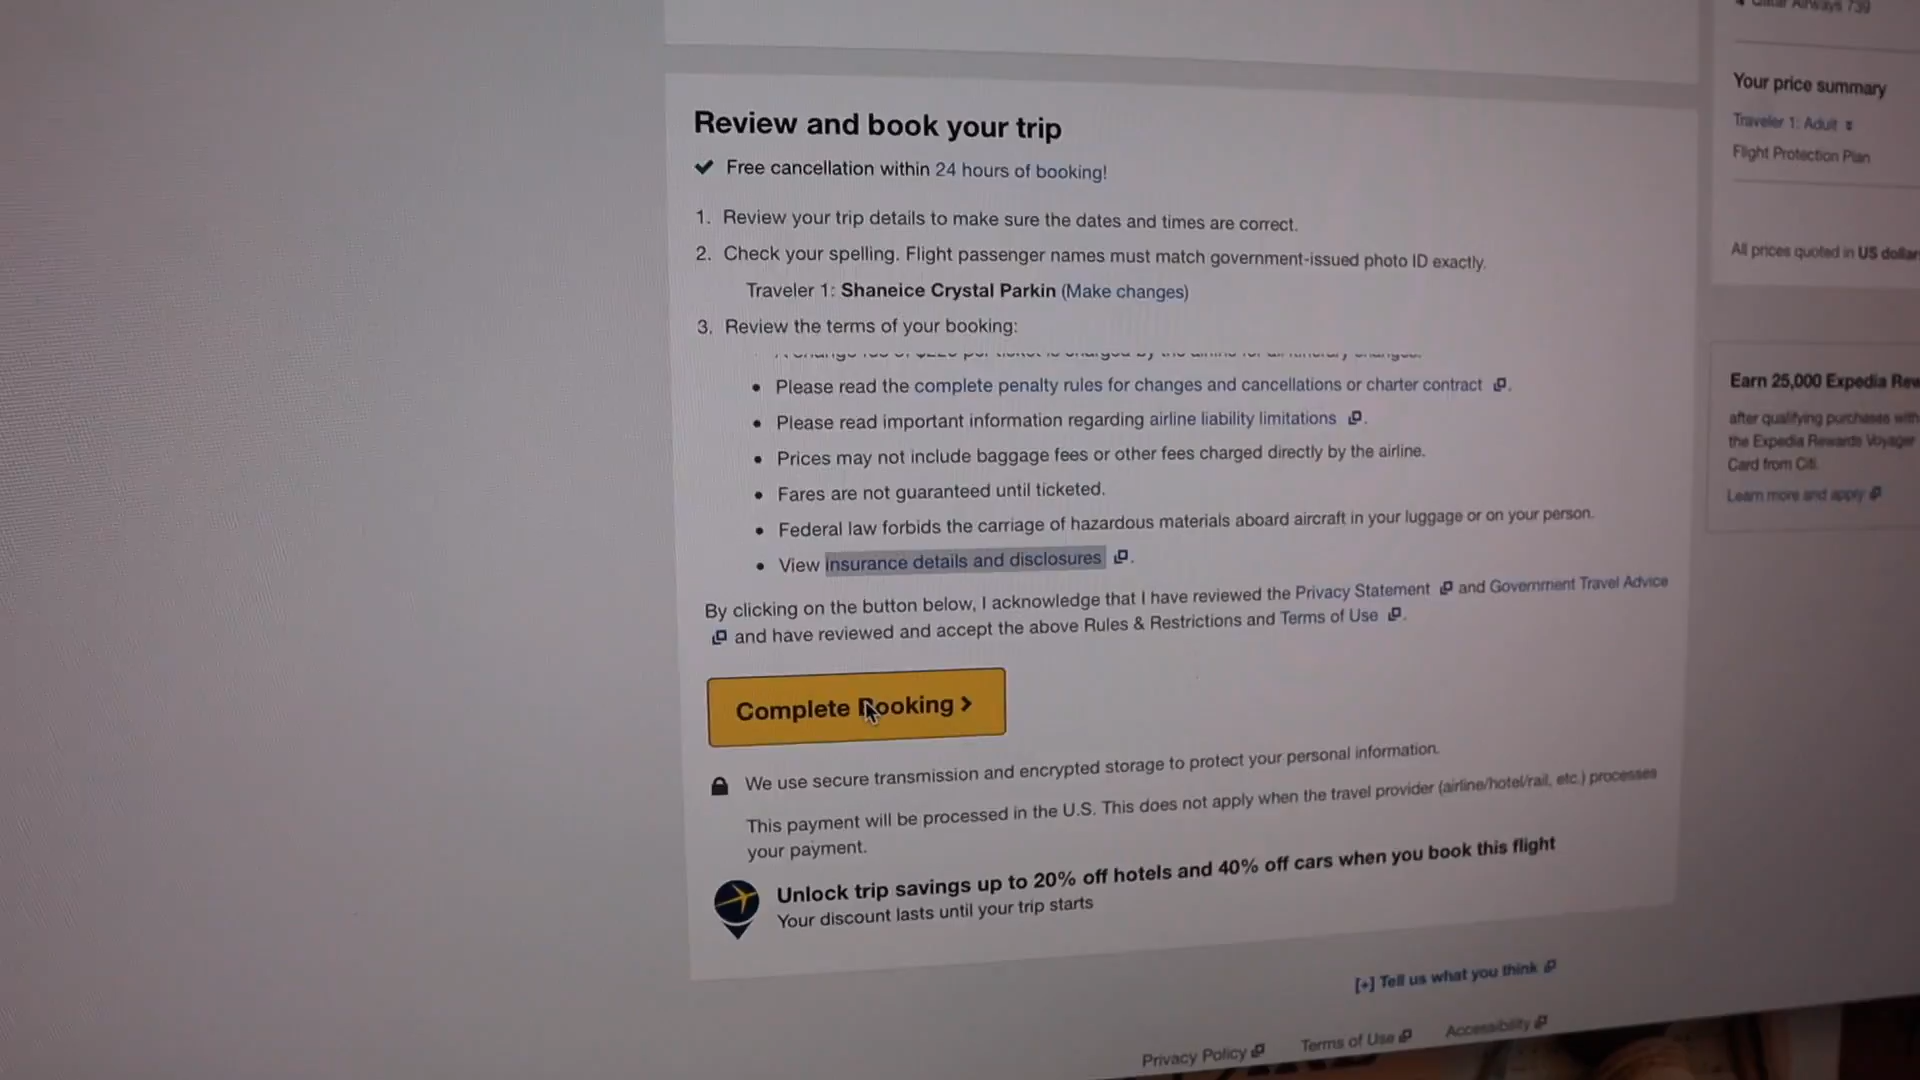 Qatar Airways 739
Your price summary
Traveler 1: Adult
Flight Protection Plan
All prices quoted in US dollar
Earn 25,000 Expedia Rew
after qualifying purchases with
the Expedia Rewards Voyager
Card from Citi.
Learn more and apply
Review and book your trip
Free cancellation within 24 hours of booking!
1. Review your trip details to make sure the dates and times are correct.
2. Check your spelling. Flight passenger names must match government-issued photo ID exactly.
Traveler 1: Shaneice Crystal Parkin (Make changes)
3. Review the terms of your booking:
• Please read the complete penalty rules for changes and cancellations or charter contract .
• Please read important information regarding airline liability limitations .
• Prices may not include baggage fees or other fees charged directly by the airline.
• Fares are not guaranteed until ticketed.
• Federal law forbids the carriage of hazardous materials aboard aircraft in your luggage or on your person.
• View insurance details and disclosures .
By clicking on the button below, I acknowledge that I have reviewed the Privacy Statement and Government Travel Advice
and have reviewed and accept the above Rules & Restrictions and Terms of Use .
Complete Booking >
We use secure transmission and encrypted storage to protect your personal information.
This payment will be processed in the U.S. This does not apply when the travel provider (airline/hotel/rail, etc.) processes
your payment.
Unlock trip savings up to 20% off hotels and 40% off cars when you book this flight
Your discount lasts until your trip starts
[+] Tell us what you think
Privacy Policy Terms of Use Accessibility